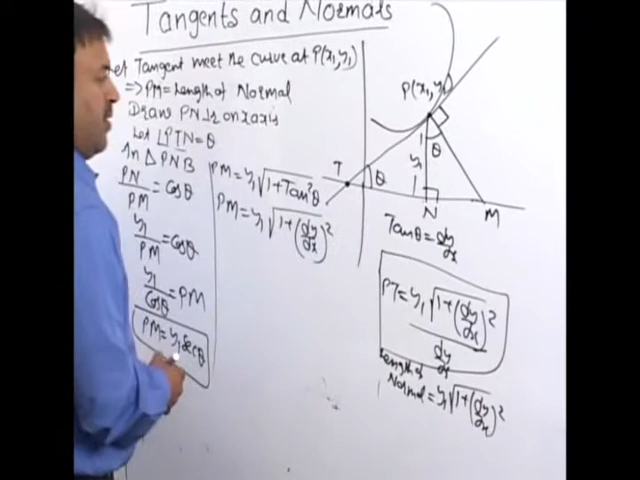 Tangents and Normals
Let Tangent meet the curve at P(x₁,y₁)
⇒ PM = Length of Normal
Draw PN ⊥ on x axis
Let ∠PTN = θ
In △ PNB
PN/PM = Cosθ
y₁/PM = Cosθ
y₁/Cosθ = PM
PM = y₁ Secθ
PM = y₁ √(1+Tan²θ)
PM = y₁ √(1+(dy/dx)²)
P(x₁,y₁)
θ
y₁
T
θ
N
M
Tanθ = dy/dx
PT = y₁ √(1+(dy/dx)²) / (dy/dx)
Length of
Normal = y₁ √(1+(dy/dx)²)